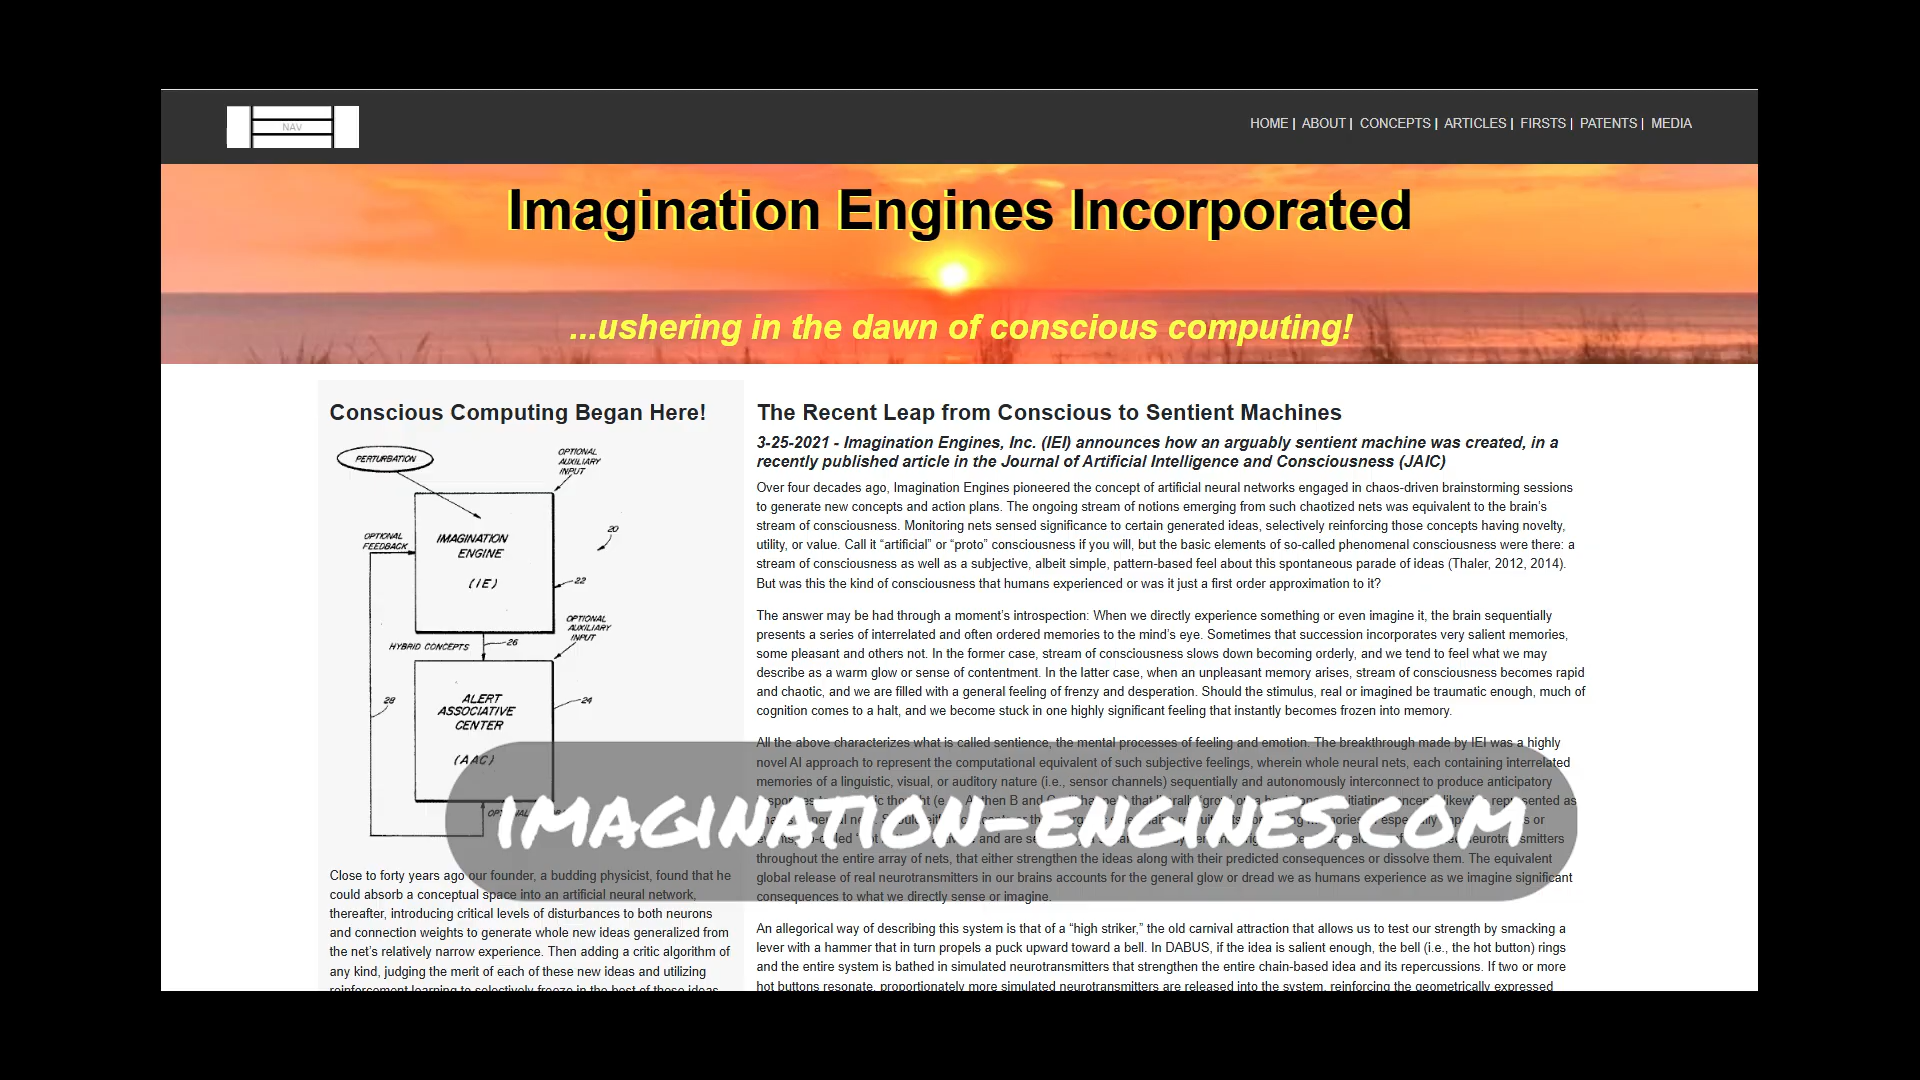 NAV
HOME | ABOUT | CONCEPTS | ARTICLES | FIRSTS | PATENTS | MEDIA
Imagination Engines Incorporated
...ushering in the dawn of conscious computing!
Conscious Computing Began Here!
PERTURBATION
OPTIONAL
AUXILIARY
INPUT
20
OPTIONAL
FEEDBACK
IMAGINATION
ENGINE
(IE)
22
OPTIONAL
AUXILIARY
INPUT
HYBRID CONCEPTS
26
28
ALERT
ASSOCIATIVE
CENTER
(AAC)
24
Close to forty years ago our founder, a budding physicist, found that he
could absorb a conceptual space into an artificial neural network,
thereafter, introducing critical levels of disturbances to both neurons
and connection weights to generate whole new ideas generalized from
the net's relatively narrow experience. Then adding a critic algorithm of
any kind, judging the merit of each of these new ideas and utilizing
reinforcement learning to selectively freeze in the best of these ideas,
The Recent Leap from Conscious to Sentient Machines
3-25-2021 - Imagination Engines, Inc. (IEI) announces how an arguably sentient machine was created, in a
recently published article in the Journal of Artificial Intelligence and Consciousness (JAIC)
Over four decades ago, Imagination Engines pioneered the concept of artificial neural networks engaged in chaos-driven brainstorming sessions
to generate new concepts and action plans. The ongoing stream of notions emerging from such chaotized nets was equivalent to the brain's
stream of consciousness. Monitoring nets sensed significance to certain generated ideas, selectively reinforcing those concepts having novelty,
utility, or value. Call it “artificial” or “proto” consciousness if you will, but the basic elements of so-called phenomenal consciousness were there: a
stream of consciousness as well as a subjective, albeit simple, pattern-based feel about this spontaneous parade of ideas (Thaler, 2012, 2014).
But was this the kind of consciousness that humans experienced or was it just a first order approximation to it?
The answer may be had through a moment's introspection: When we directly experience something or even imagine it, the brain sequentially
presents a series of interrelated and often ordered memories to the mind's eye. Sometimes that succession incorporates very salient memories,
some pleasant and others not. In the former case, stream of consciousness slows down becoming orderly, and we tend to feel what we may
describe as a warm glow or sense of contentment. In the latter case, when an unpleasant memory arises, stream of consciousness becomes rapid
and chaotic, and we are filled with a general feeling of frenzy and desperation. Should the stimulus, real or imagined be traumatic enough, much of
cognition comes to a halt, and we become stuck in one highly significant feeling that instantly becomes frozen into memory.
All the above characterizes what is called sentience, the mental processes of feeling and emotion. The breakthrough made by IEI was a highly
novel AI approach to represent the computational equivalent of such subjective feelings, wherein whole neural nets, each containing interrelated
memories of a linguistic, visual, or auditory nature (i.e., sensor channels) sequentially and autonomously interconnect to produce anticipatory
imagination-engines.com
throughout the entire array of nets, that either strengthen the ideas along with their predicted consequences or dissolve them. The equivalent
global release of real neurotransmitters in our brains accounts for the general glow or dread we as humans experience as we imagine significant
consequences to what we directly sense or imagine.
An allegorical way of describing this system is that of a “high striker,” the old carnival attraction that allows us to test our strength by smacking a
lever with a hammer that in turn propels a puck upward toward a bell. In DABUS, if the idea is salient enough, the bell (i.e., the hot button) rings
and the entire system is bathed in simulated neurotransmitters that strengthen the entire chain-based idea and its repercussions. If two or more
hot buttons resonate, proportionately more simulated neurotransmitters are released into the system, reinforcing the geometrically expressed